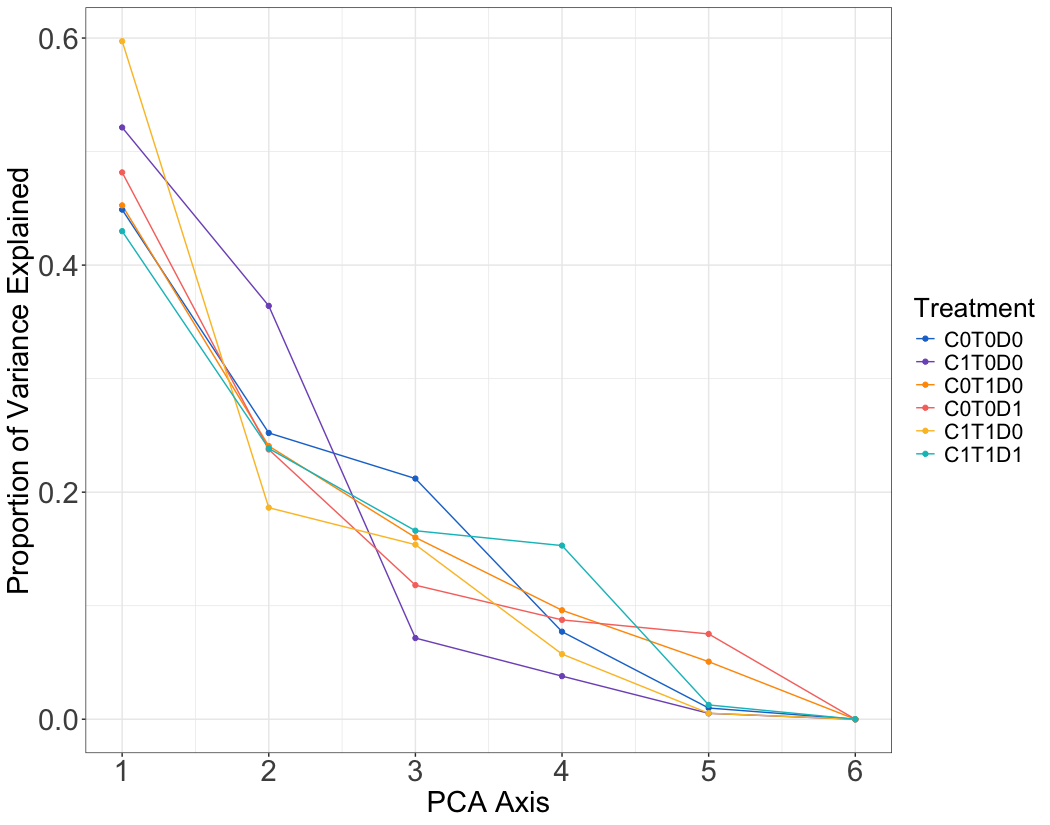 Proportion of Variance Explained
0.6
0.4
0.2
0.0
1 2 3 4 5 6
PCA Axis
Treatment
C0T0D0
C1T0D0
C0T1D0
C0T0D1
C1T1D0
C1T1D1